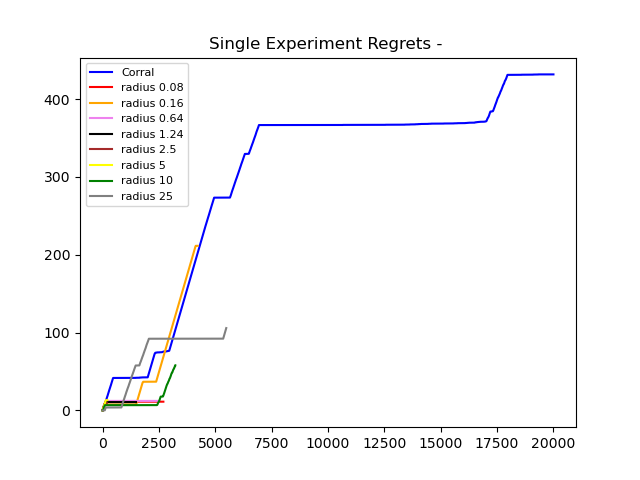 Single Experiment Regrets -
Corral
radius 0.08
radius 0.16
radius 0.64
radius 1.24
radius 2.5
radius 5
radius 10
radius 25
400
300
200
100
0
0 2500 5000 7500 10000 12500 15000 17500 20000